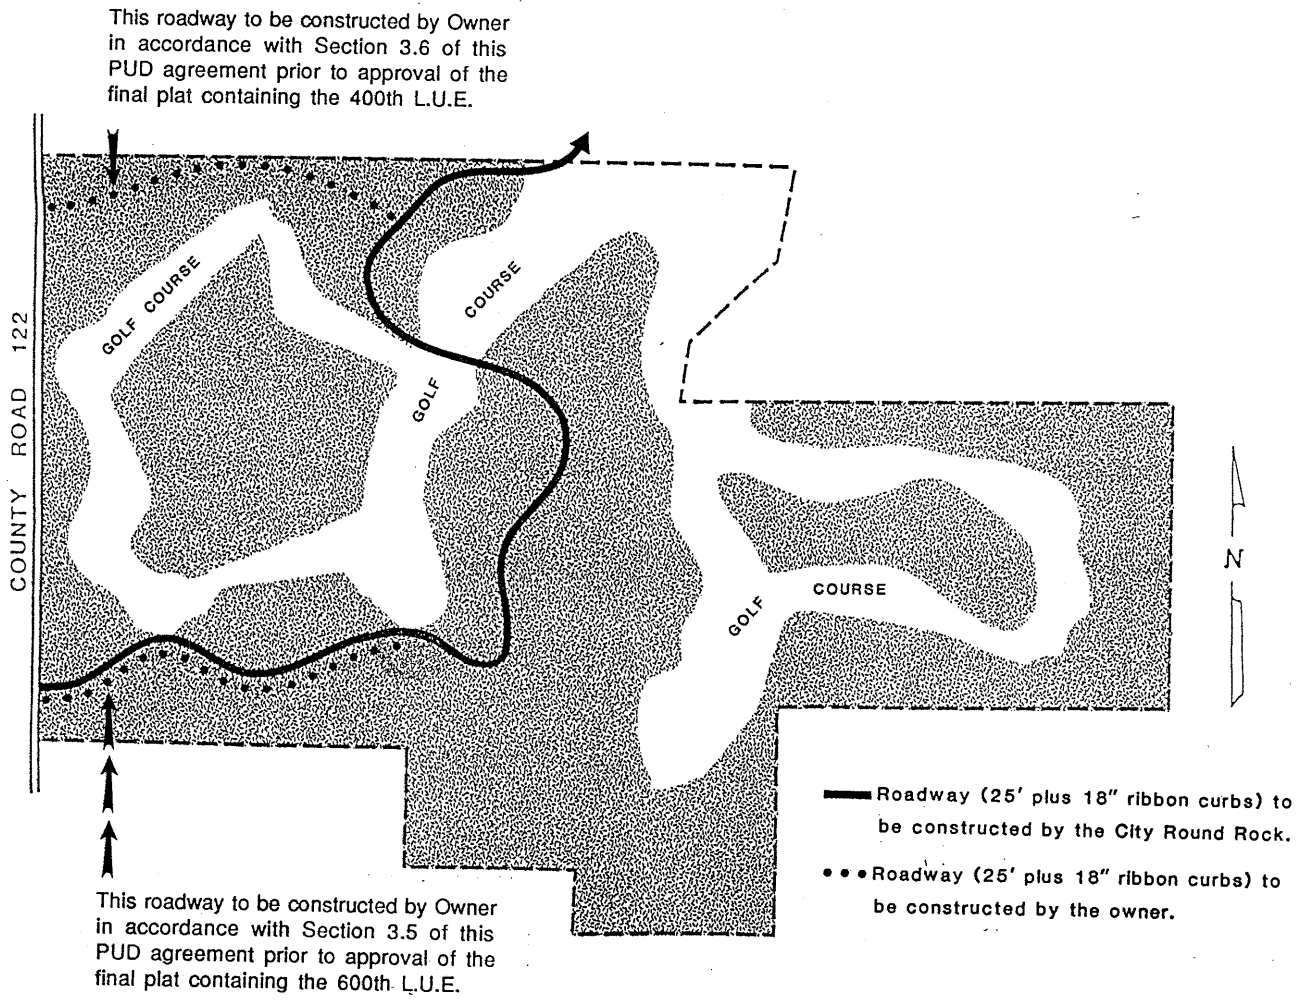 This roadway to be constructed by Owner
in accordance with Section 3.6 of this
PUD agreement prior to approval of the
final plat containing the 400th L.U.E.
COUNTY ROAD 122
GOLF COURSE
COURSE
GOLF
COURSE
GOLF
N
Roadway (25' plus 18" ribbon curbs) to
be constructed by the City Round Rock.
Roadway (25' plus 18" ribbon curbs) to
be constructed by the owner.
This roadway to be constructed by Owner
in accordance with Section 3.5 of this
PUD agreement prior to approval of the
final plat containing the 600th L.U.E.